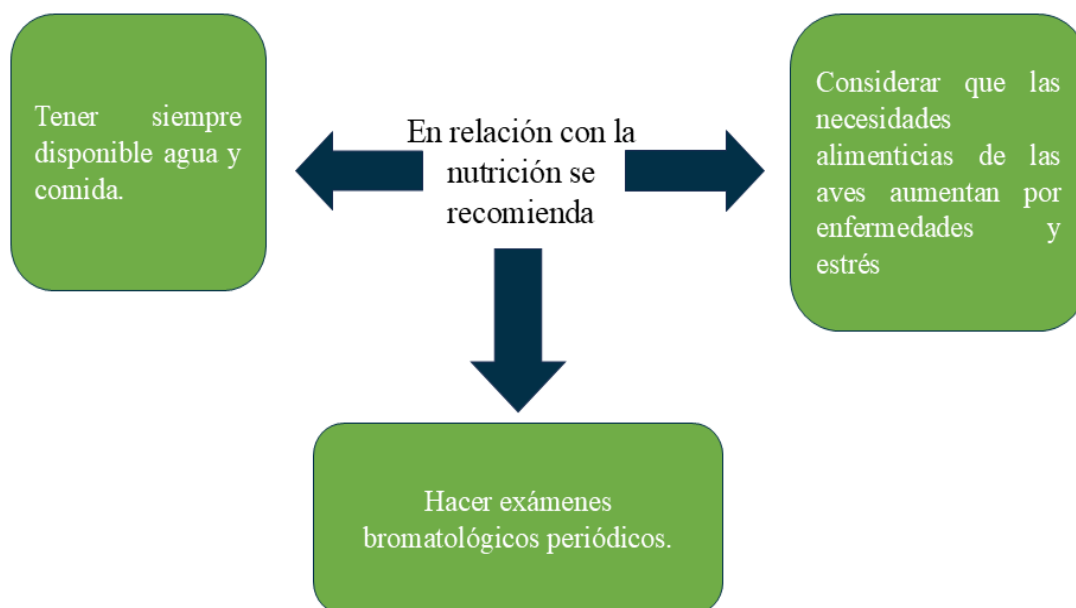 En relación con la
nutrición se
recomienda
Tener siempre
disponible agua y
comida.
Considerar que las
necesidades
alimenticias de las
aves aumentan por
enfermedades y
estrés
Hacer exámenes
bromatológicos periódicos.